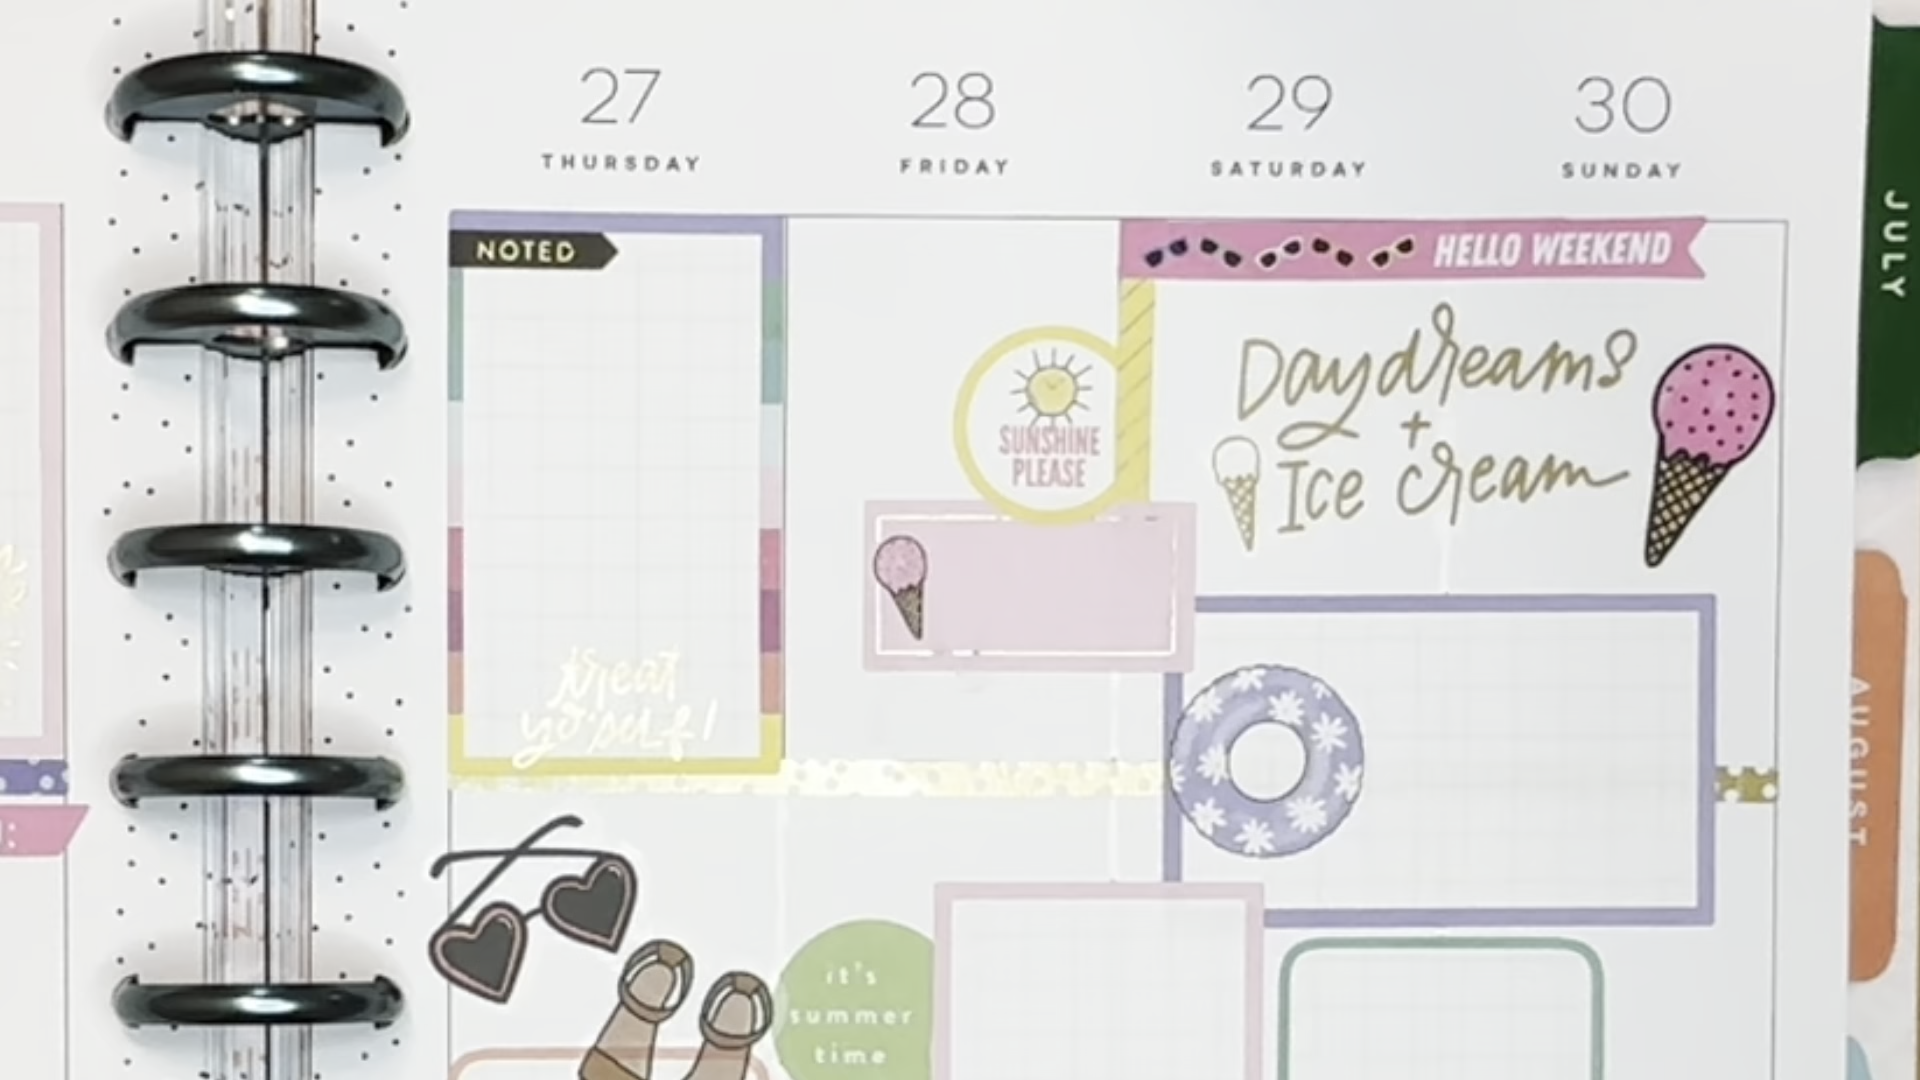 27
THURSDAY
28
FRIDAY
29
SATURDAY
30
SUNDAY
NOTED
HELLO WEEKEND
SUNSHINE
PLEASE
Daydreams
+
Ice cream
treat
yo'self!
it's
summer
time
JULY
AUGUST